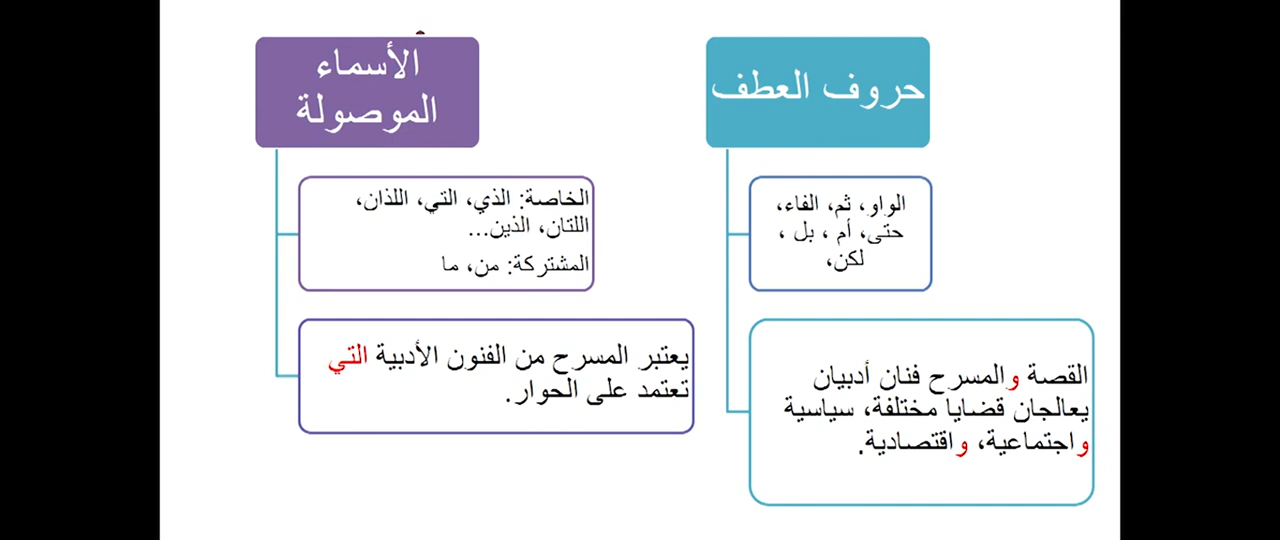 حروف العطف
الواو، ثم، الفاء،
حتى، أم ، بل ،
لكن،
القصة والمسرح فنان أدبيان
يعالجان قضايا مختلفة، سياسية
واجتماعية، واقتصادية.
الأسماء
الموصولة
الخاصة: الذي، التي، اللذان،
اللتان، الذين...
المشتركة: من، ما
يعتبر المسرح من الفنون الأدبية التي
تعتمد على الحوار.